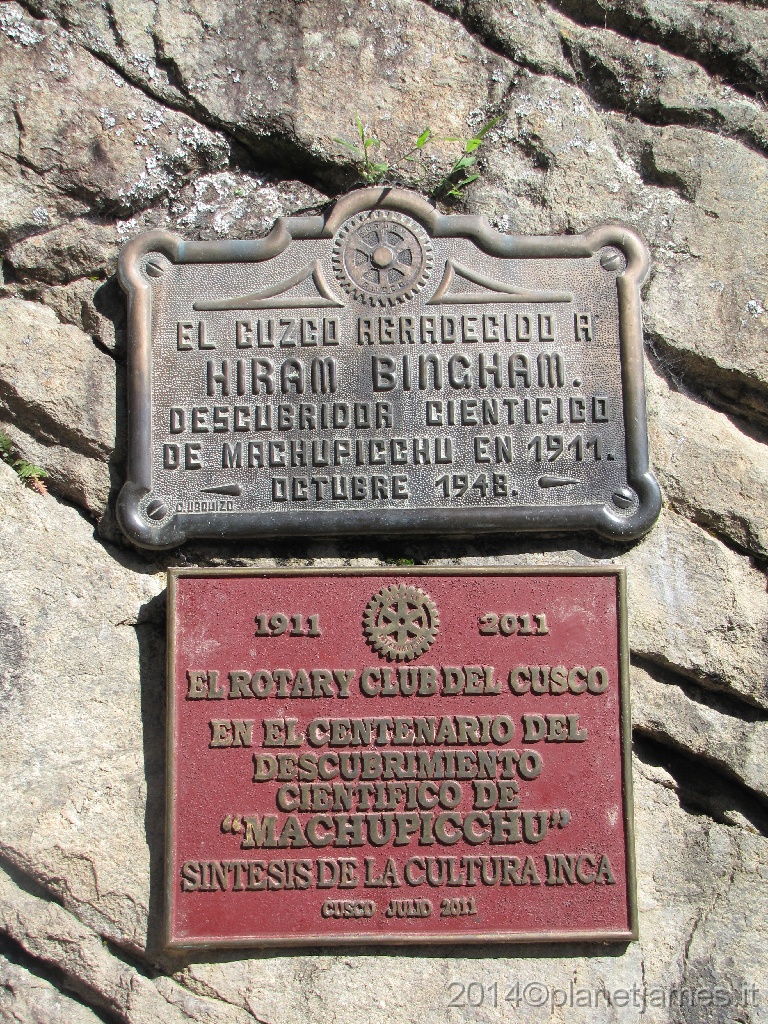 EL CUZCO AGRADECIDO A
HIRAM BINGHAM.
DESCUBRIDOR CIENTIFICO
DE MACHUPICCHU EN 1911.
OCTUBRE 1948.
C. URQUIZO
1911 2011
EL ROTARY CLUB DEL CUSCO
EN EL CENTENARIO DEL
DESCUBRIMIENTO
CIENTIFICO DE
"MACHUPICCHU"
SINTESIS DE LA CULTURA INCA
CUSCO JULIO 2011
2014©planetjames.it